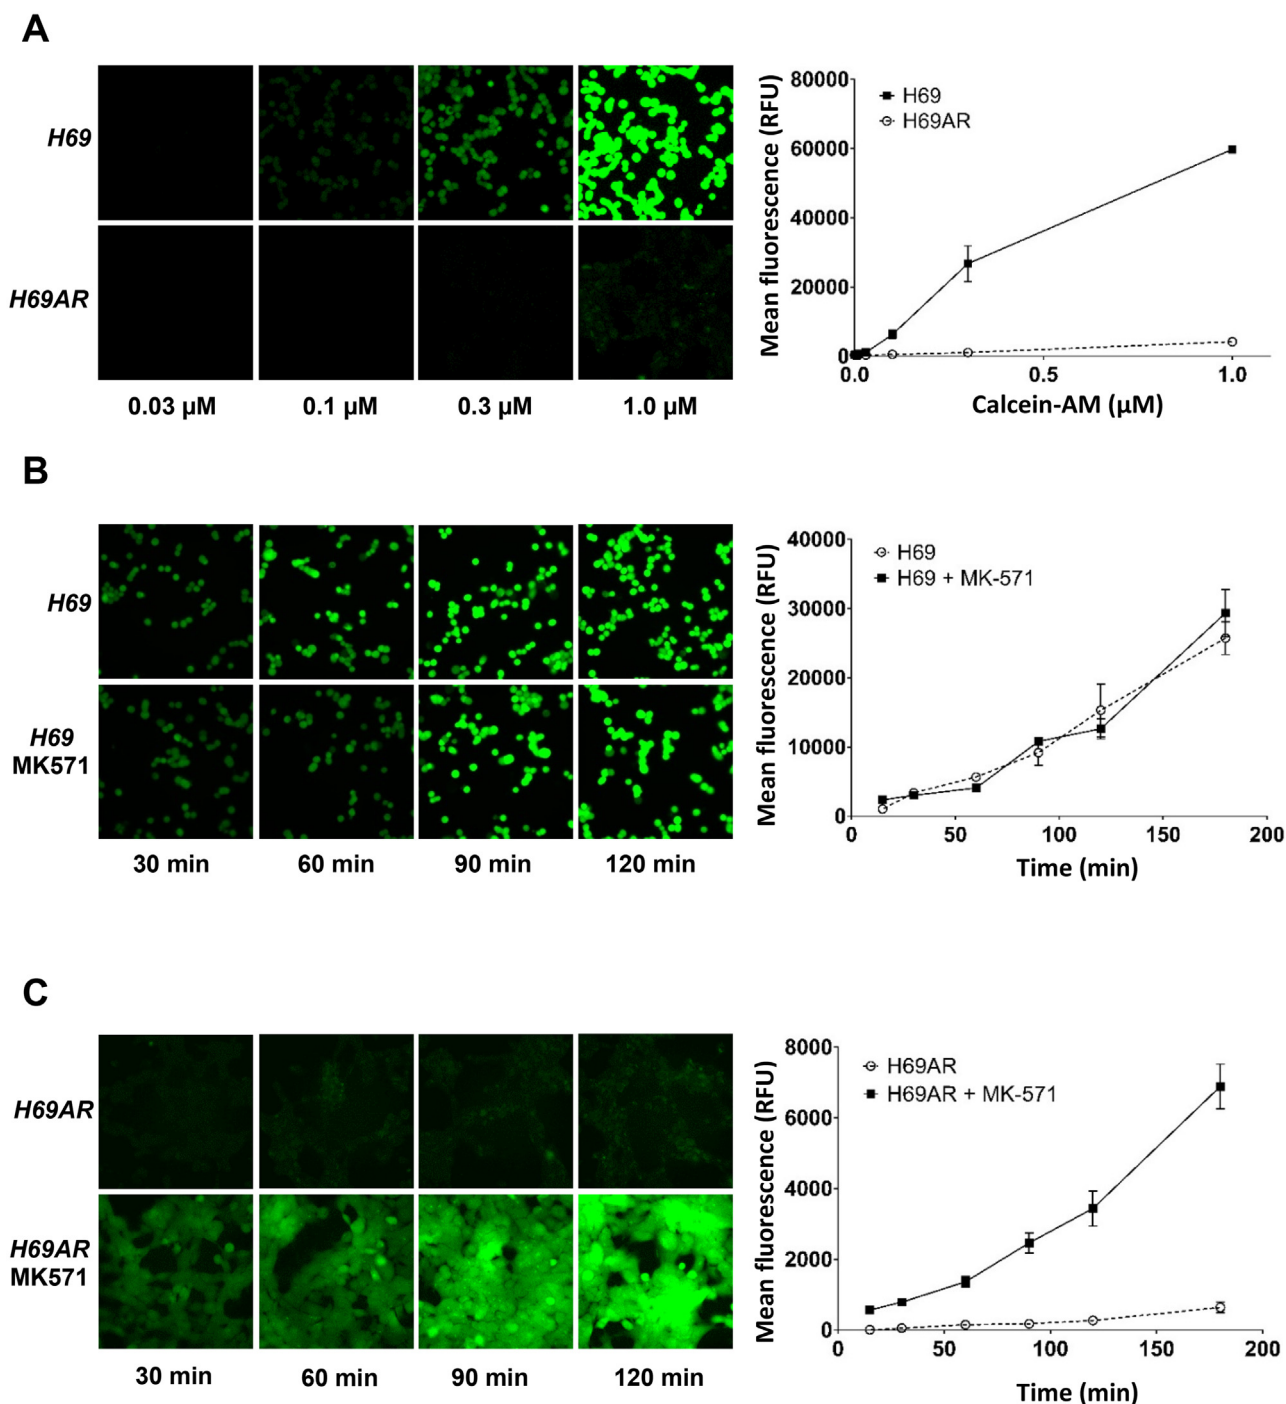 A
H69
H69AR
0.03 µM 0.1 µM 0.3 µM 1.0 µM
Mean fluorescence (RFU)
80000
60000
40000
20000
0
H69
H69AR
0.0 0.5 1.0
Calcein-AM (µM)
B
H69
H69
MK571
30 min 60 min 90 min 120 min
Mean fluorescence (RFU)
40000
30000
20000
10000
0
H69
H69 + MK-571
0 50 100 150 200
Time (min)
C
H69AR
H69AR
MK571
30 min 60 min 90 min 120 min
Mean fluorescence (RFU)
8000
6000
4000
2000
0
H69AR
H69AR + MK-571
0 50 100 150 200
Time (min)